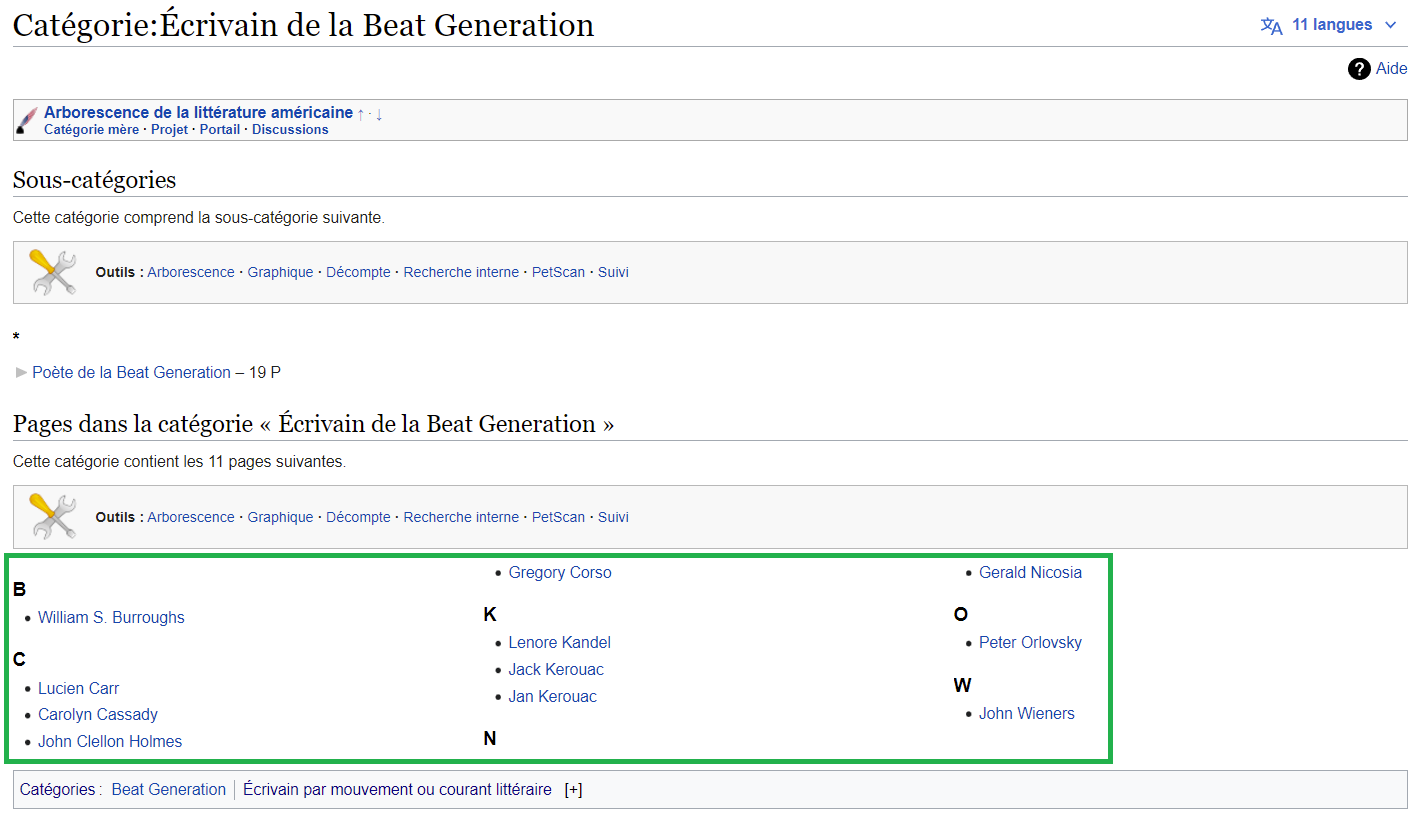 Catégorie:Écrivain de la Beat Generation
11 langues
Aide
Arborescence de la littérature américaine ↑ · ↓
Catégorie mère · Projet · Portail · Discussions
Sous-catégories
Cette catégorie comprend la sous-catégorie suivante.
Outils : Arborescence · Graphique · Décompte · Recherche interne · PetScan · Suivi
*
► Poète de la Beat Generation – 19 P
Pages dans la catégorie « Écrivain de la Beat Generation »
Cette catégorie contient les 11 pages suivantes.
Outils : Arborescence · Graphique · Décompte · Recherche interne · PetScan · Suivi
B
• William S. Burroughs
C
• Lucien Carr
• Carolyn Cassady
• John Clellon Holmes
• Gregory Corso
K
• Lenore Kandel
• Jack Kerouac
• Jan Kerouac
N
• Gerald Nicosia
O
• Peter Orlovsky
W
• John Wieners
Catégories : Beat Generation | Écrivain par mouvement ou courant littéraire [+]